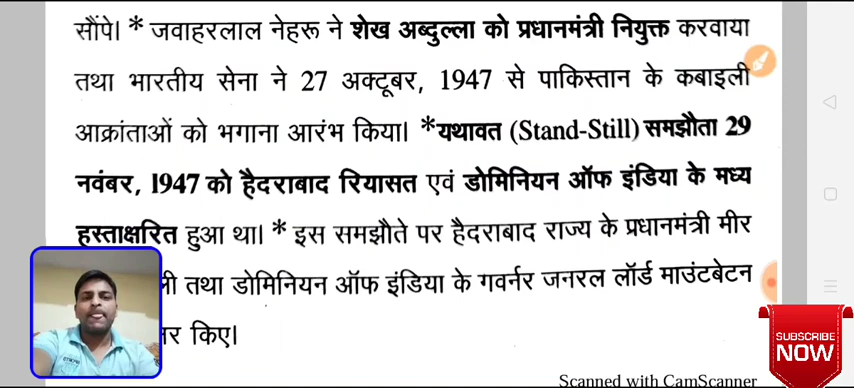 सौंपे। * जवाहरलाल नेहरू ने शेख अब्दुल्ला को प्रधानमंत्री नियुक्त करवाया
तथा भारतीय सेना ने 27 अक्टूबर, 1947 से पाकिस्तान के कबाइली
आक्रांताओं को भगाना आरंभ किया। *यथावत (Stand-Still) समझौता 29
नवंबर, 1947 को हैदराबाद रियासत एवं डोमिनियन ऑफ इंडिया के मध्य
हस्ताक्षरित हुआ था। * इस समझौते पर हैदराबाद राज्य के प्रधानमंत्री मीर
तथा डोमिनियन ऑफ इंडिया के गवर्नर जनरल लॉर्ड माउंटबेटन
किए।
SUBSCRIBE
NOW
Scanned with CamScanner